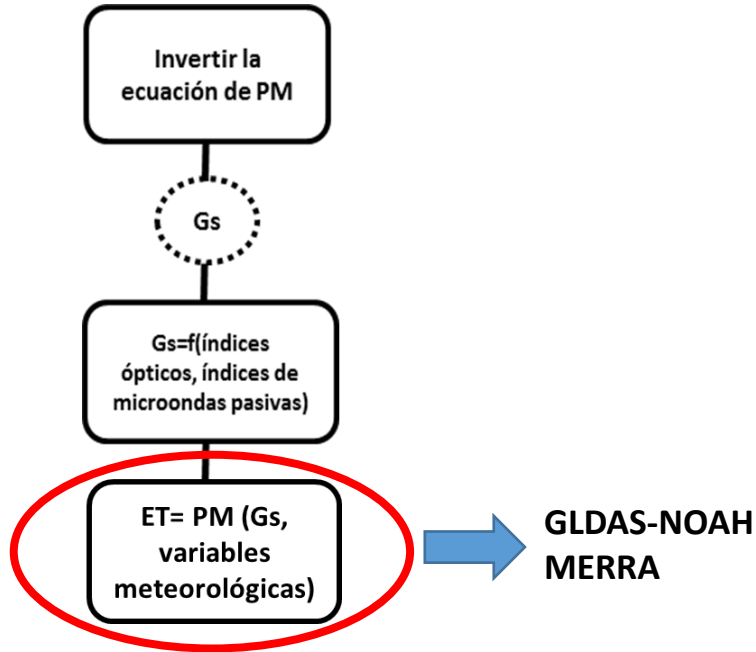 Invertir la
ecuación de PM
Gs
Gs=f(índices
ópticos, índices de
microondas pasivas)
ET= PM (Gs,
variables
meteorológicas)
GLDAS-NOAH
MERRA